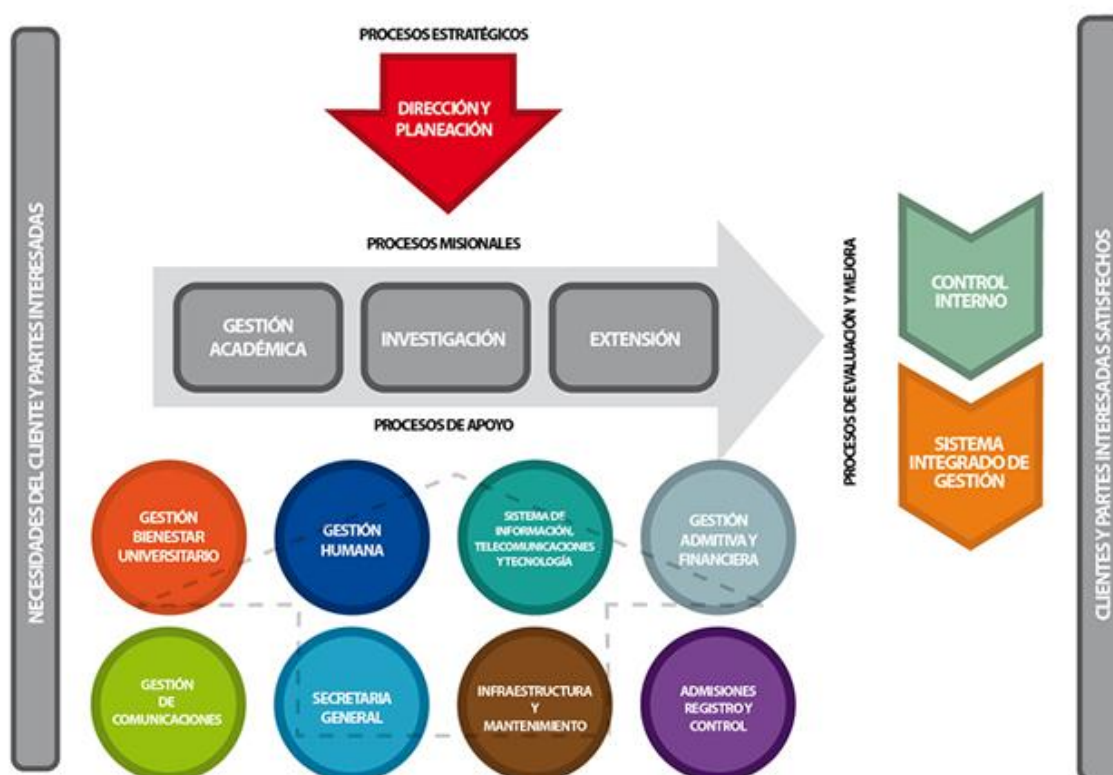 NECESIDADES DEL CLIENTE Y PARTES INTERESADAS
PROCESOS ESTRATÉGICOS
DIRECCIÓN Y
PLANEACIÓN
PROCESOS MISIONALES
GESTIÓN
ACADÉMICA
INVESTIGACIÓN
EXTENSIÓN
PROCESOS DE APOYO
GESTIÓN
BIENESTAR
UNIVERSITARIO
GESTIÓN
HUMANA
SISTEMA DE
INFORMACIÓN,
TELECOMUNICACIONES
Y TECNOLOGÍA
GESTIÓN
ADMITIVA Y
FINANCIERA
GESTIÓN
DE
COMUNICACIONES
SECRETARIA
GENERAL
INFRAESTRUCTURA
Y
MANTENIMIENTO
ADMISIONES
REGISTRO Y
CONTROL
PROCESOS DE EVALUACIÓN Y MEJORA
CONTROL
INTERNO
SISTEMA
INTEGRADO DE
GESTIÓN
CLIENTES Y PARTES INTERESADAS SATISFECHOS